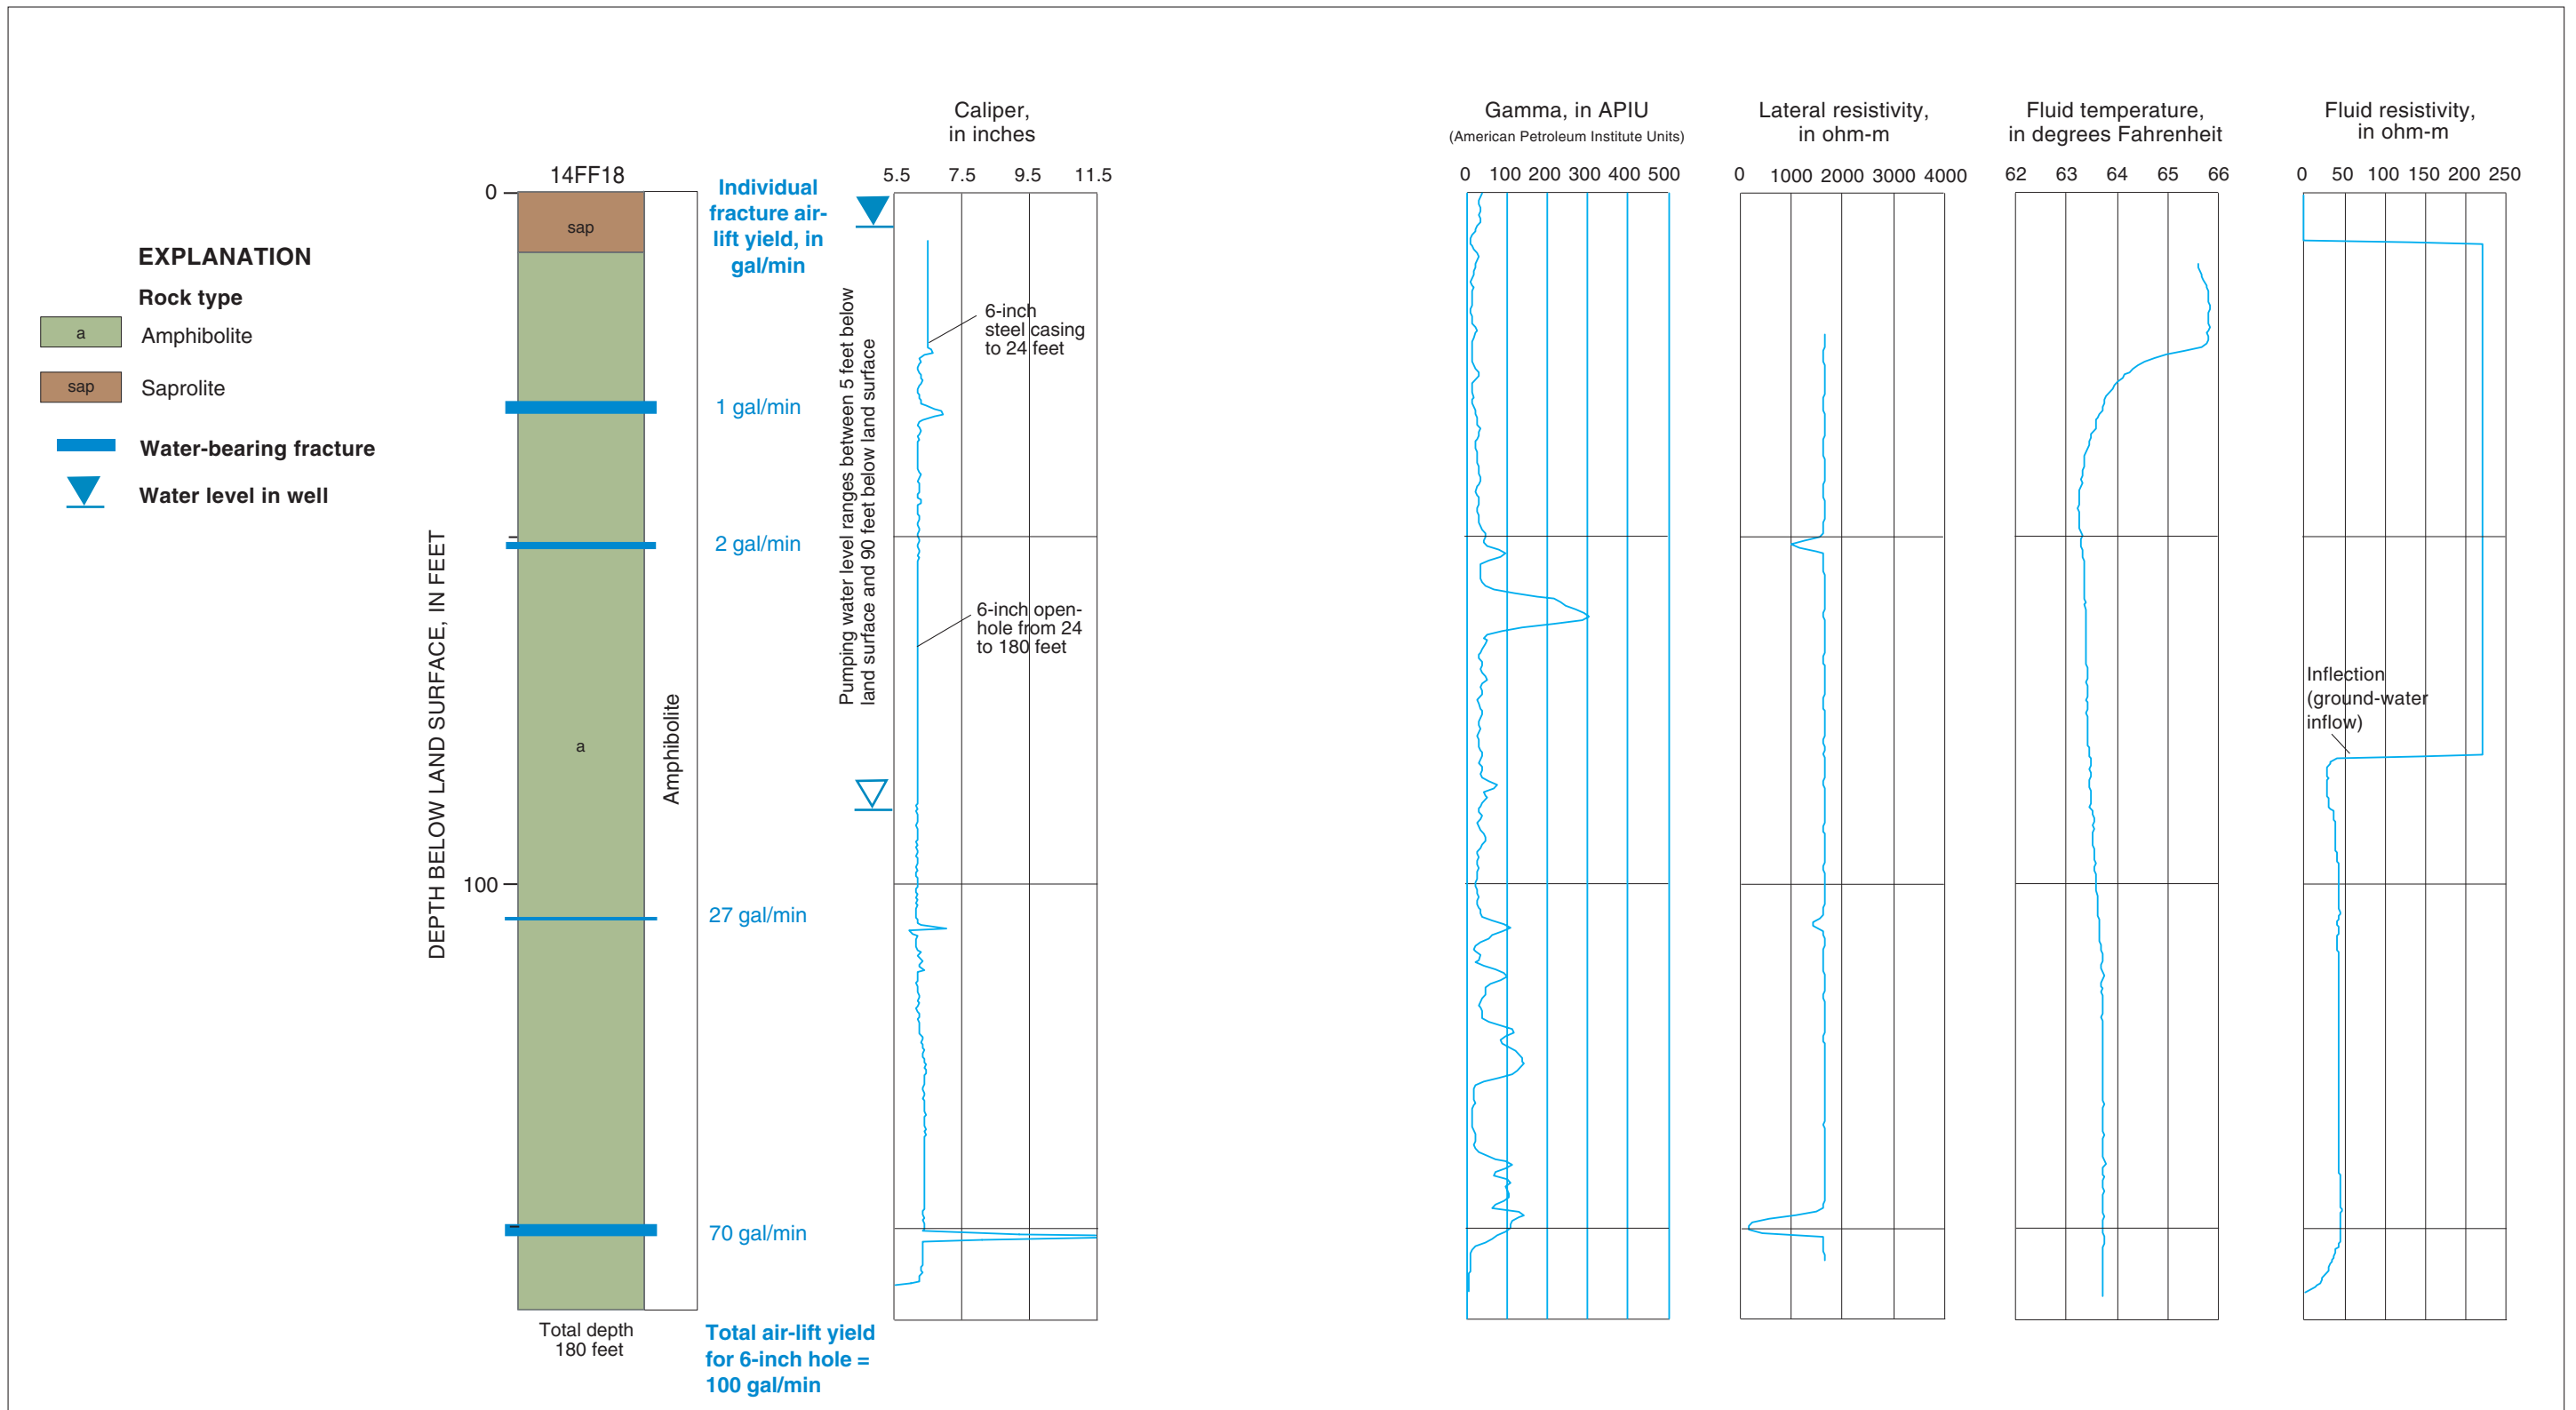 EXPLANATION
Rock type
a
Amphibolite
sap
Saprolite
Water-bearing fracture
Water level in well
DEPTH BELOW LAND SURFACE, IN FEET
0
100
14FF18
sap
a
Amphibolite
Total depth
180 feet
Individual
fracture air-
lift yield, in
gal/min
1 gal/min
2 gal/min
27 gal/min
70 gal/min
Total air-lift yield
for 6-inch hole =
100 gal/min
Pumping water level ranges between 5 feet below
land surface and 90 feet below land surface
Caliper,
in inches
5.5 7.5 9.5 11.5
6-inch
steel casing
to 24 feet
6-inch open-
hole from 24
to 180 feet
Gamma, in APIU
(American Petroleum Institute Units)
0 100 200 300 400 500
Lateral resistivity,
in ohm-m
0 1000 2000 3000 4000
Fluid temperature,
in degrees Fahrenheit
62 63 64 65 66
Fluid resistivity,
in ohm-m
0 50 100 150 200 250
Inflection
(ground-water
inflow)